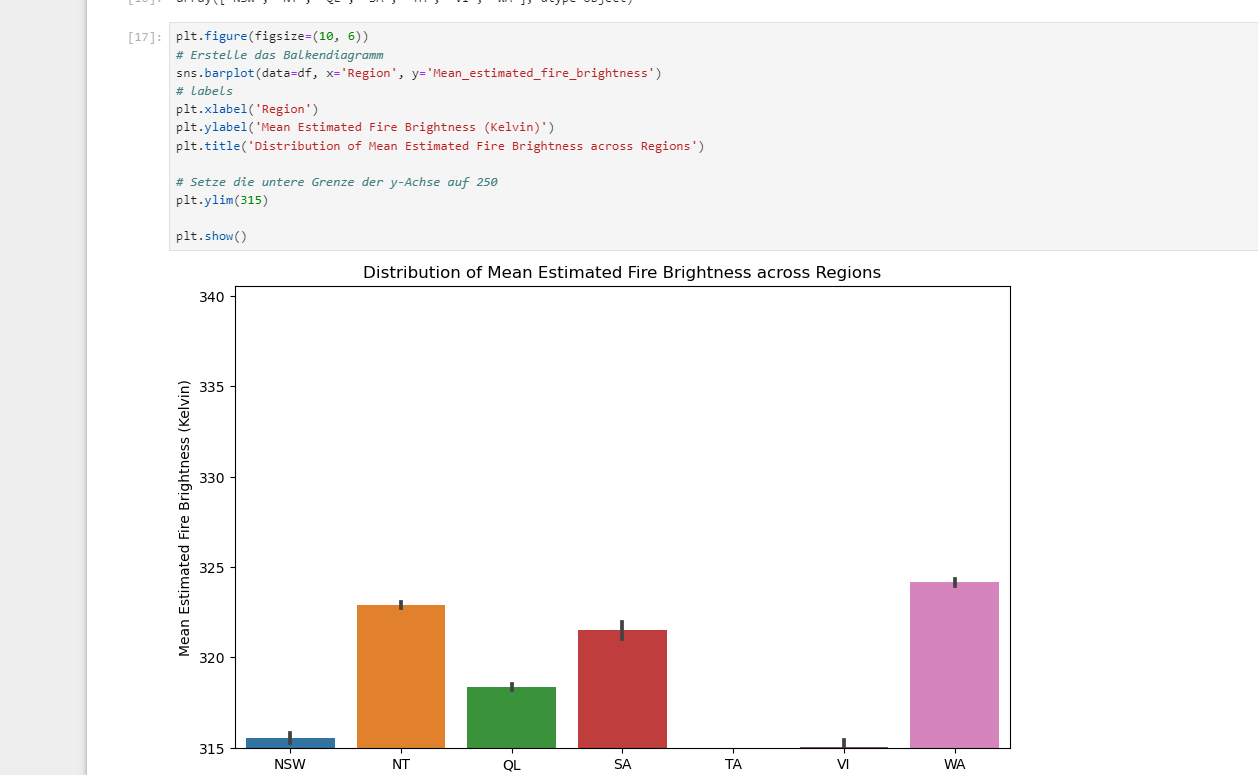 [17]:
plt.figure(figsize=(10, 6))
# Erstelle das Balkendiagramm
sns.barplot(data=df, x='Region', y='Mean_estimated_fire_brightness')
# labels
plt.xlabel('Region')
plt.ylabel('Mean Estimated Fire Brightness (Kelvin)')
plt.title('Distribution of Mean Estimated Fire Brightness across Regions')
# Setze die untere Grenze der y-Achse auf 250
plt.ylim(315)
plt.show()
Distribution of Mean Estimated Fire Brightness across Regions
Mean Estimated Fire Brightness (Kelvin)
340
335
330
325
320
315
NSW NT QL SA TA VI WA